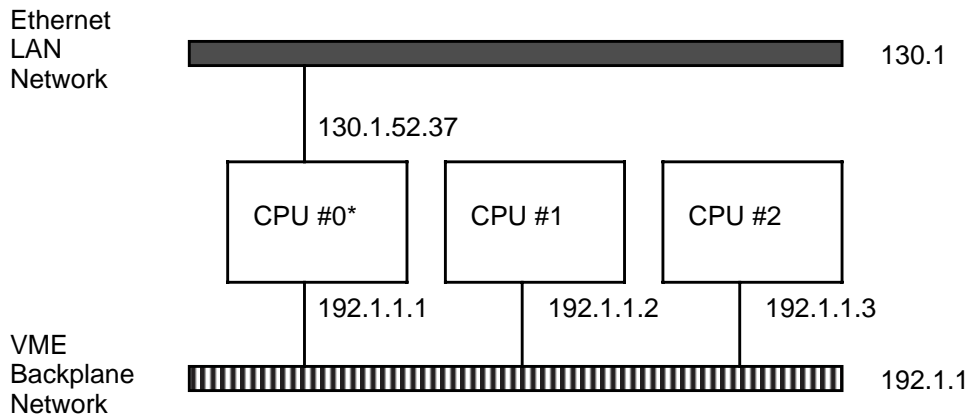 Ethernet
LAN
Network
130.1
130.1.52.37
CPU #0*
CPU #1
CPU #2
192.1.1.1
192.1.1.2
192.1.1.3
VME
Backplane
Network
192.1.1